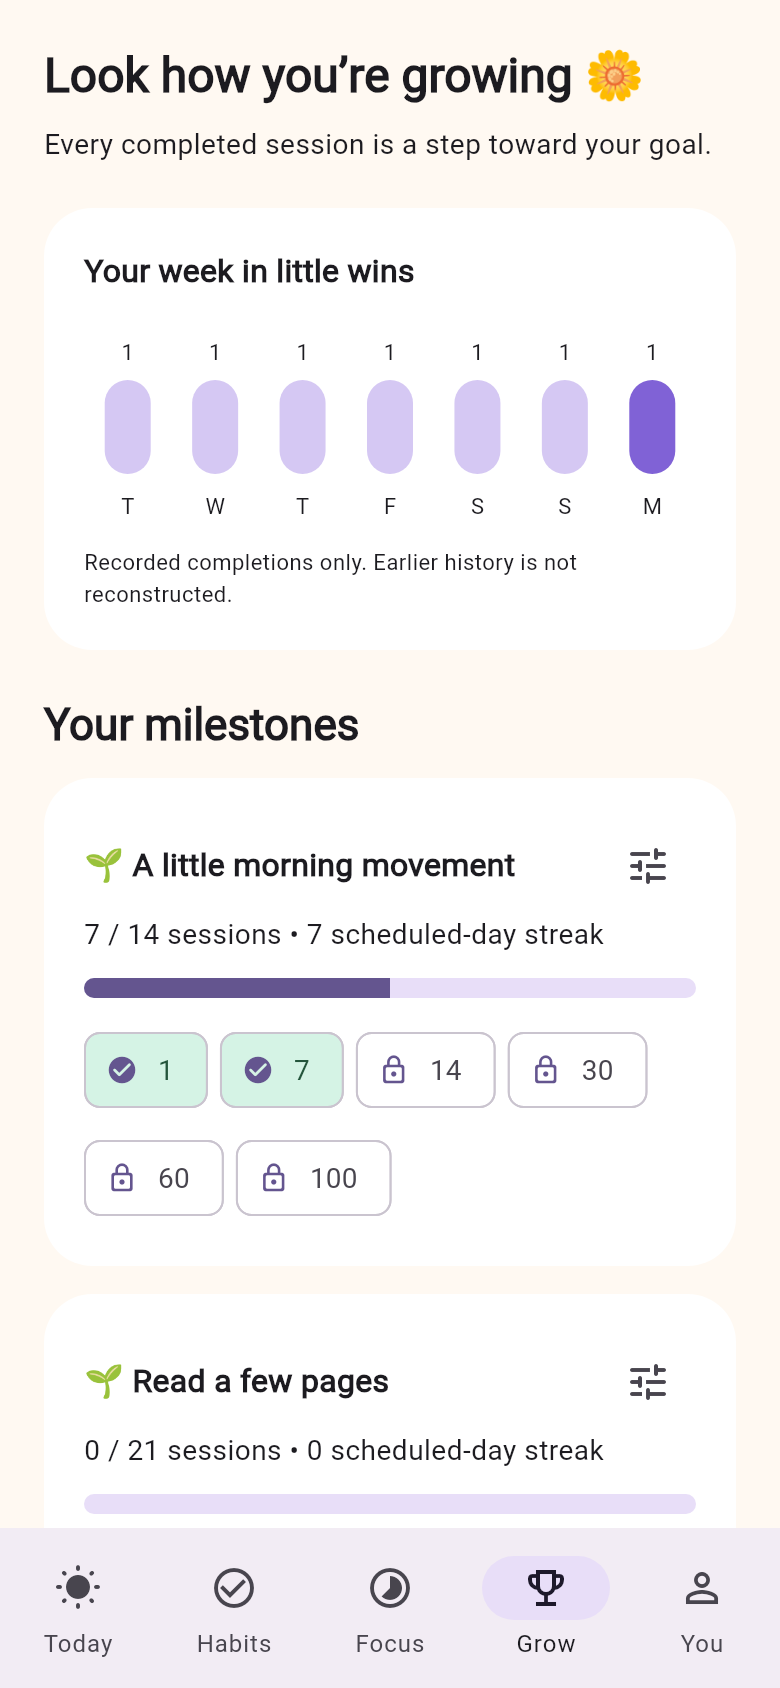 Look how you’re growing 🌼
Every completed session is a step toward your goal.
Your week in little wins
1 1 1 1 1 1 1
T W T F S S M
Recorded completions only. Earlier history is not
reconstructed.
Your milestones
🌱 A little morning movement
7 / 14 sessions • 7 scheduled-day streak
1 7 14 30
60 100
🌱 Read a few pages
0 / 21 sessions • 0 scheduled-day streak
Today Habits Focus Grow You